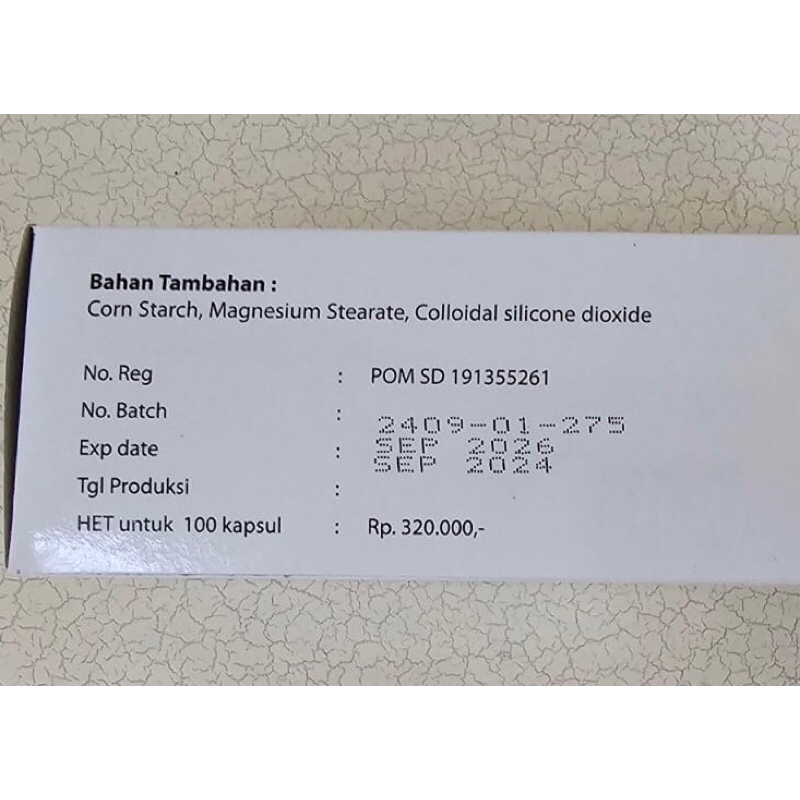 Bahan Tambahan :
Corn Starch, Magnesium Stearate, Colloidal silicone dioxide
No. Reg : POM SD 191355261
No. Batch : 2409-01-275
Exp date : SEP 2026
Tgl Produksi : SEP 2024
HET untuk 100 kapsul : Rp. 320.000,-